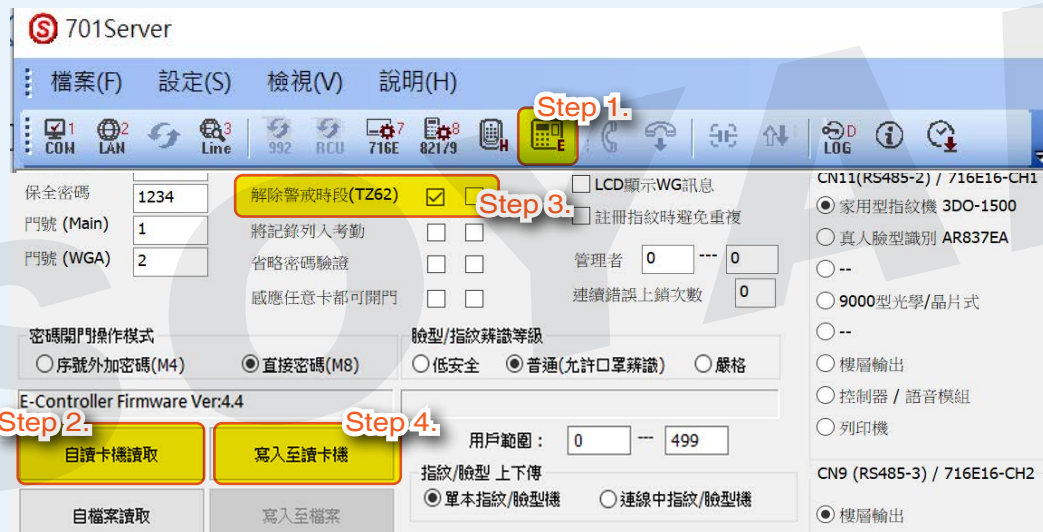 701Server
檔案(F) 設定(S) 檢視(V) 說明(H)
Step 1.
1 COM 2 LAN 3 Line 992 RCU 7 716E 8 821/9 H E D LOG
保全密碼 1234
門號 (Main) 1
門號 (WGA) 2
解除警戒時段(TZ62)
Step 3.
將記錄列入考勤
省略密碼驗證
感應任意卡都可開門
LCD顯示WG訊息
註冊指紋時避免重複
管理者 0 --- 0
連續錯誤上鎖次數 0
CN11(RS485-2) / 716E16-CH1
家用型指紋機 3DO-1500
真人臉型識別 AR837EA
--
9000型光學/晶片式
--
樓層輸出
控制器 / 語音模組
列印機
密碼開門操作模式
序號外加密碼(M4) 直接密碼(M8)
臉型/指紋辨識等級
低安全 普通(允許口罩辨識) 嚴格
E-Controller Firmware Ver:4.4
Step 2.
Step 4.
自讀卡機讀取 寫入至讀卡機
自檔案讀取 寫入至檔案
用戶範圍： 0 --- 499
指紋/臉型 上下傳
單本指紋/臉型機 連線中指紋/臉型機
CN9 (RS485-3) / 716E16-CH2
樓層輸出
SOYAL